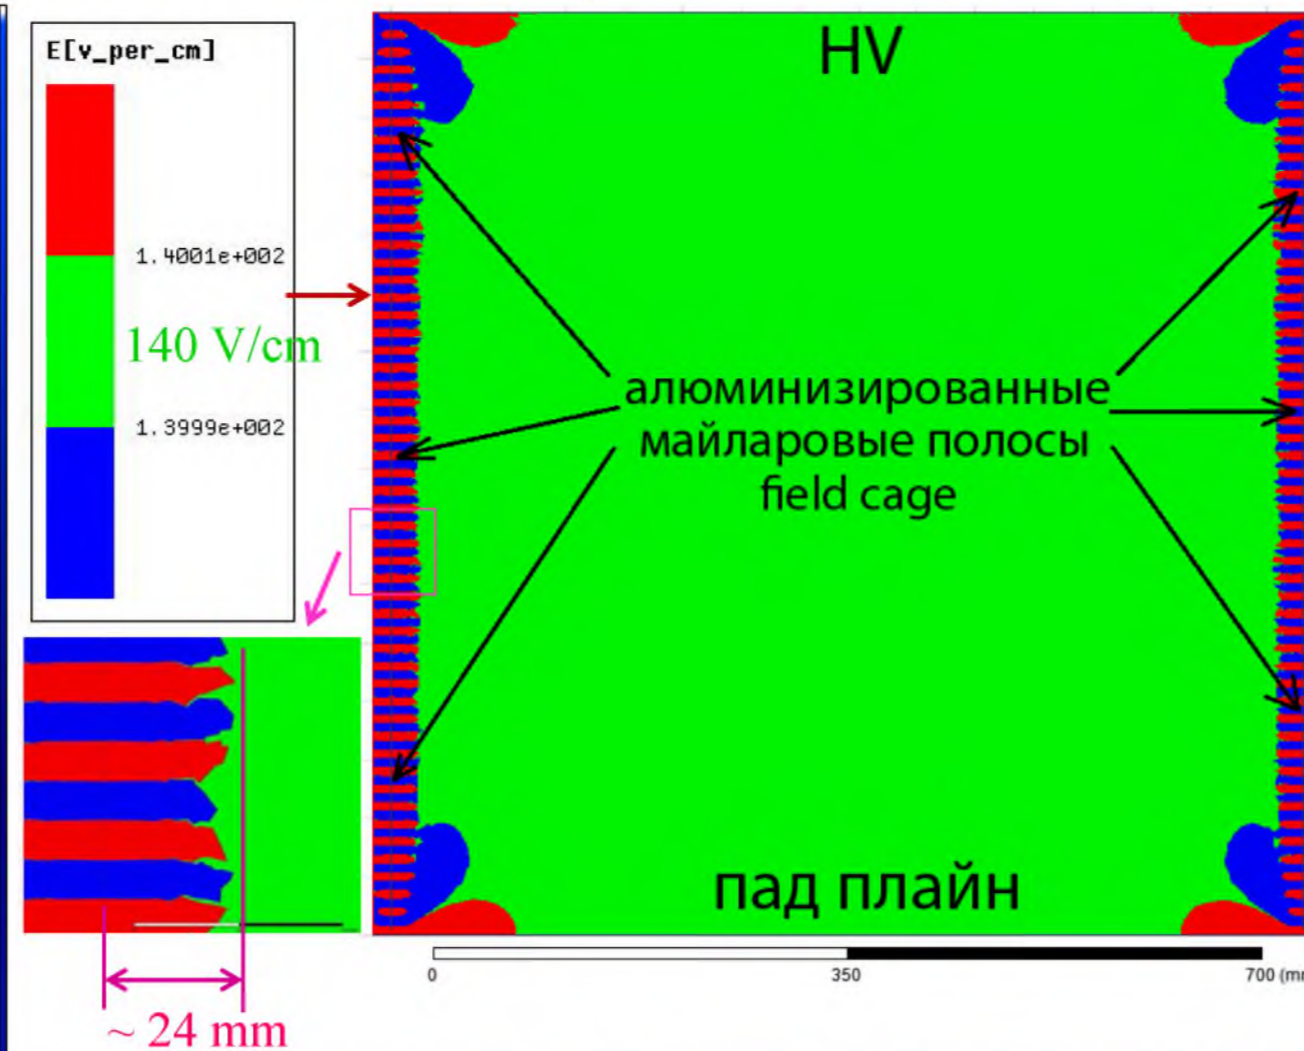 E[v_per_cm]
1.4001e+002
140 V/cm
1.3999e+002
HV
алюминизированные
майларовые полосы
field cage
пад плайн
0
350
700 (mm
~ 24 mm